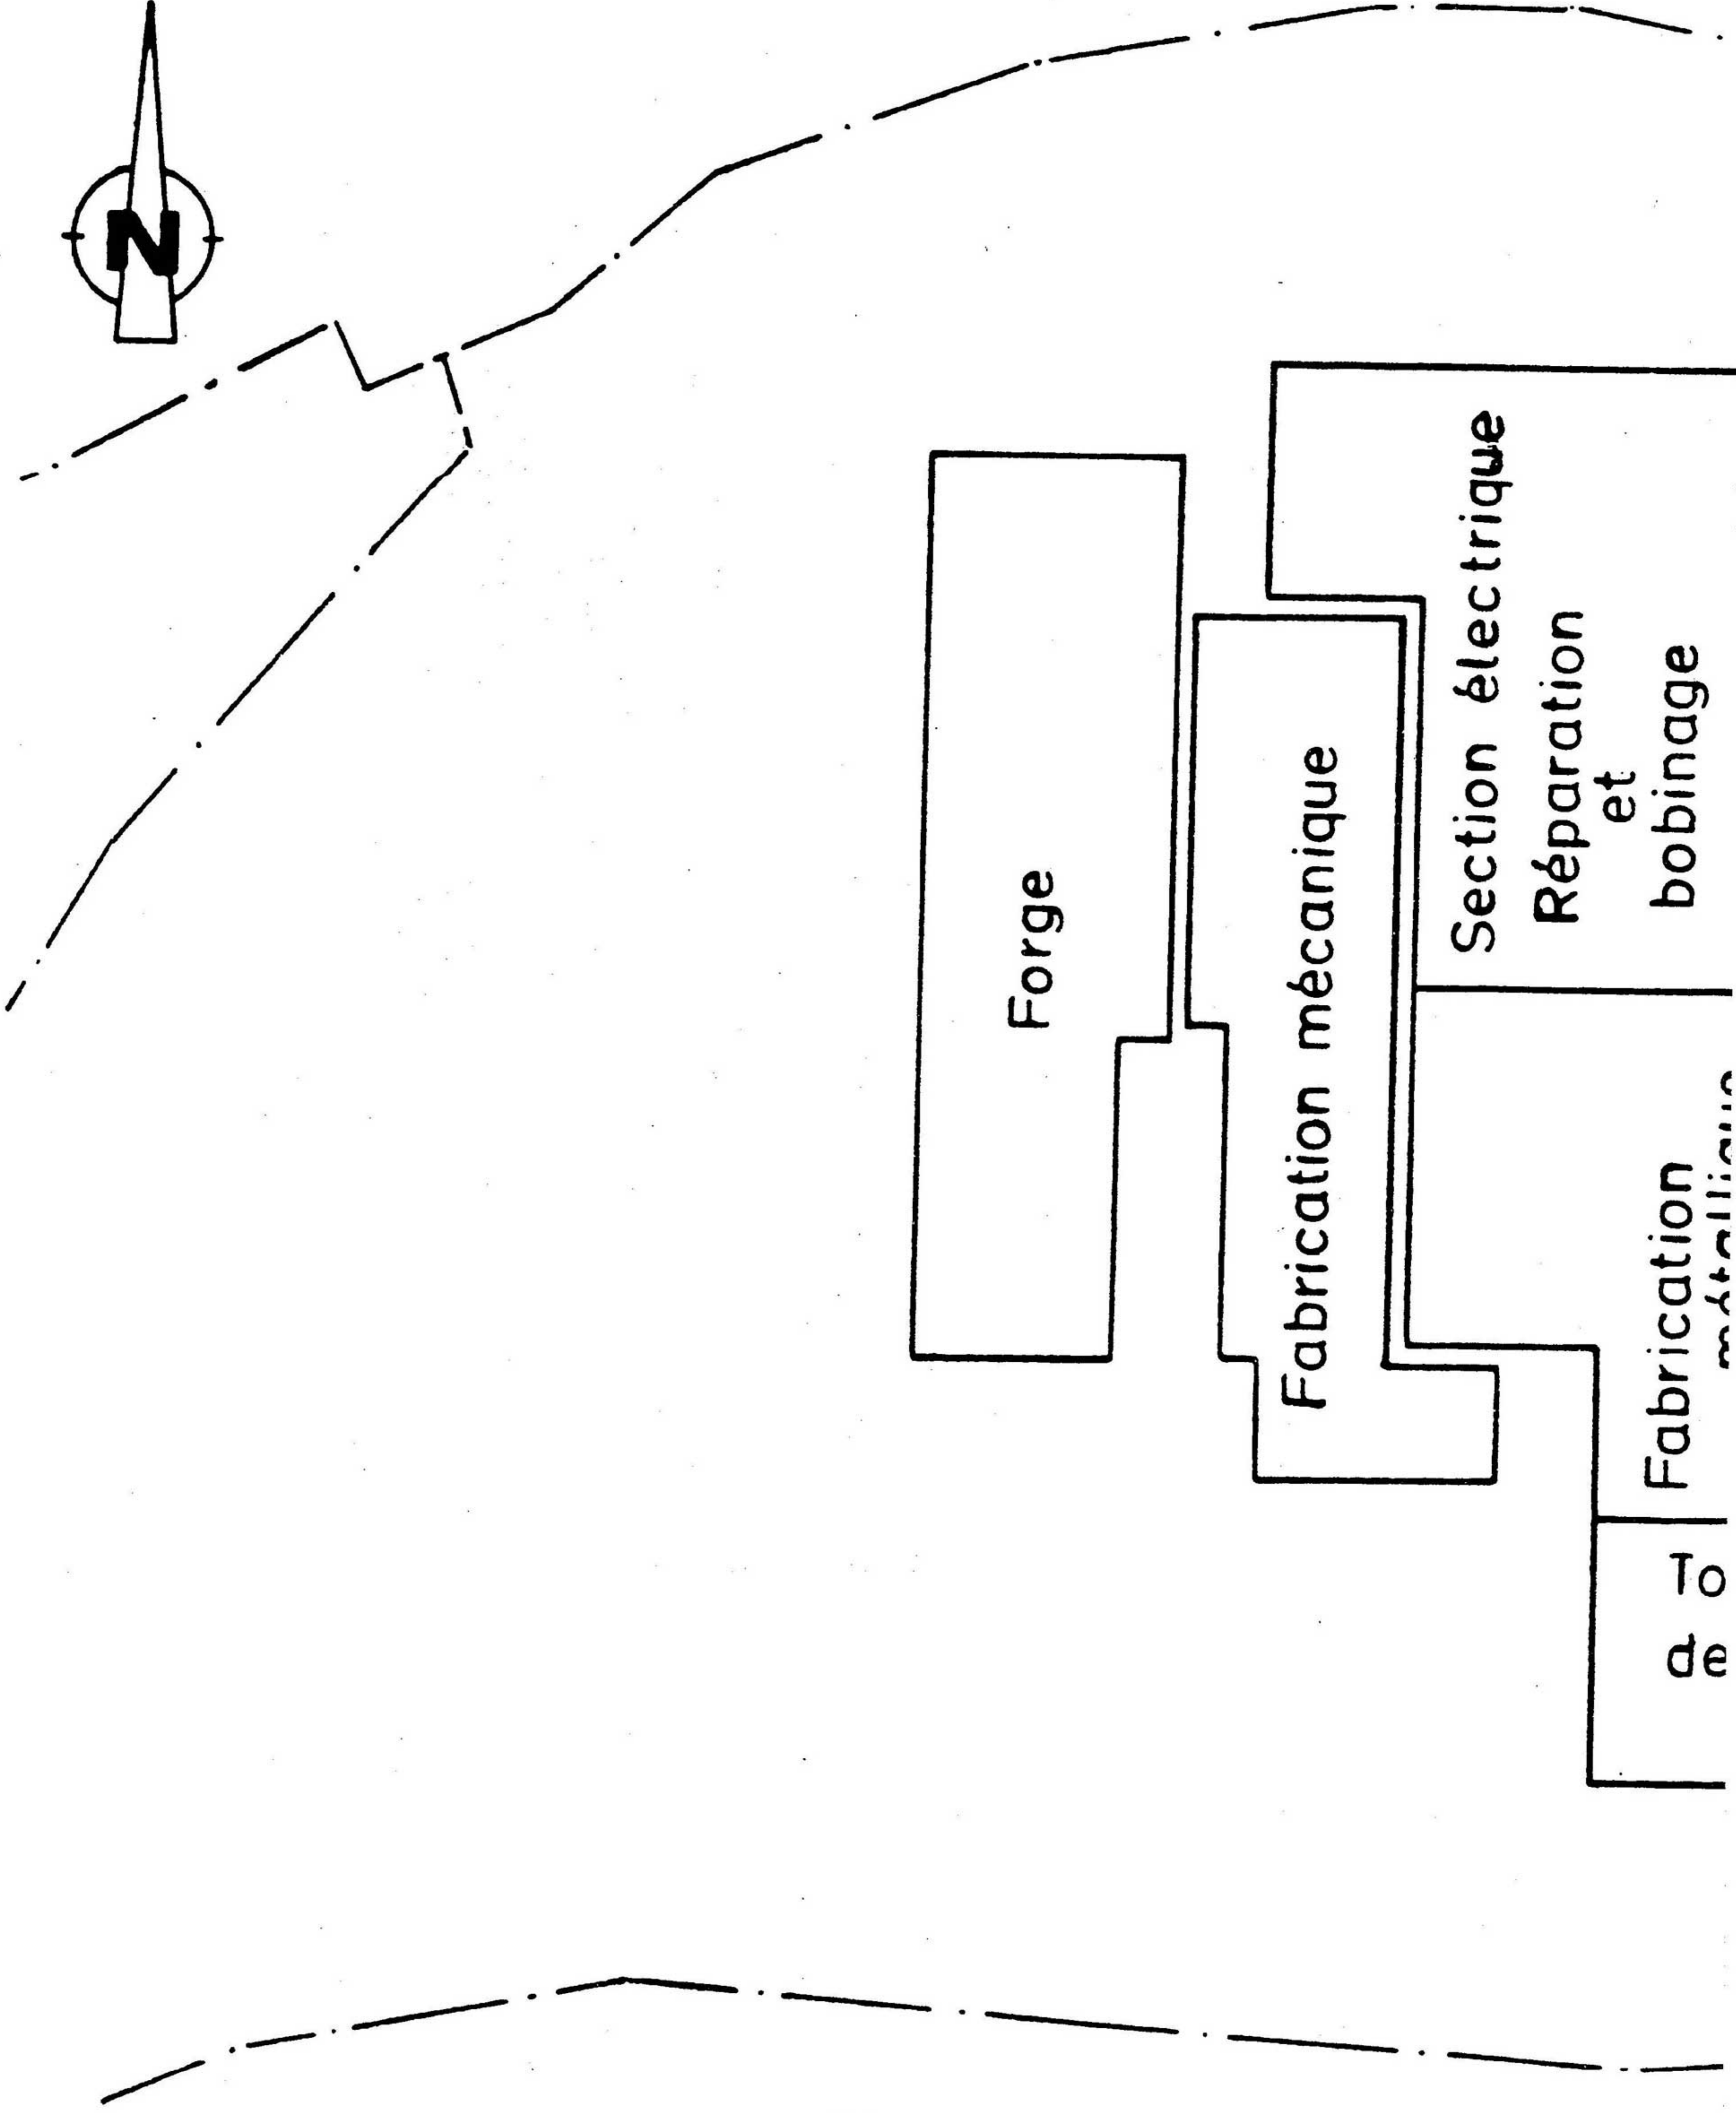 N
Forge
Fabrication mécanique
Section électrique
Réparation
et
bobinage
Fabrication
To
de